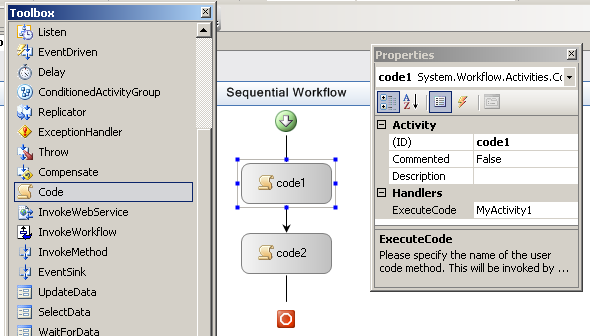 Toolbox
Listen
EventDriven
Delay
ConditionedActivityGroup
Replicator
ExceptionHandler
Throw
Compensate
Code
InvokeWebService
InvokeWorkflow
InvokeMethod
EventSink
UpdateData
SelectData
WaitForData
Sequential Workflow
code1
code2
Properties
code1 System.Workflow.Activities.Co
Activity
(ID) code1
Commented False
Description
Handlers
ExecuteCode MyActivity1
ExecuteCode
Please specify the name of the user
code method. This will be invoked by ...